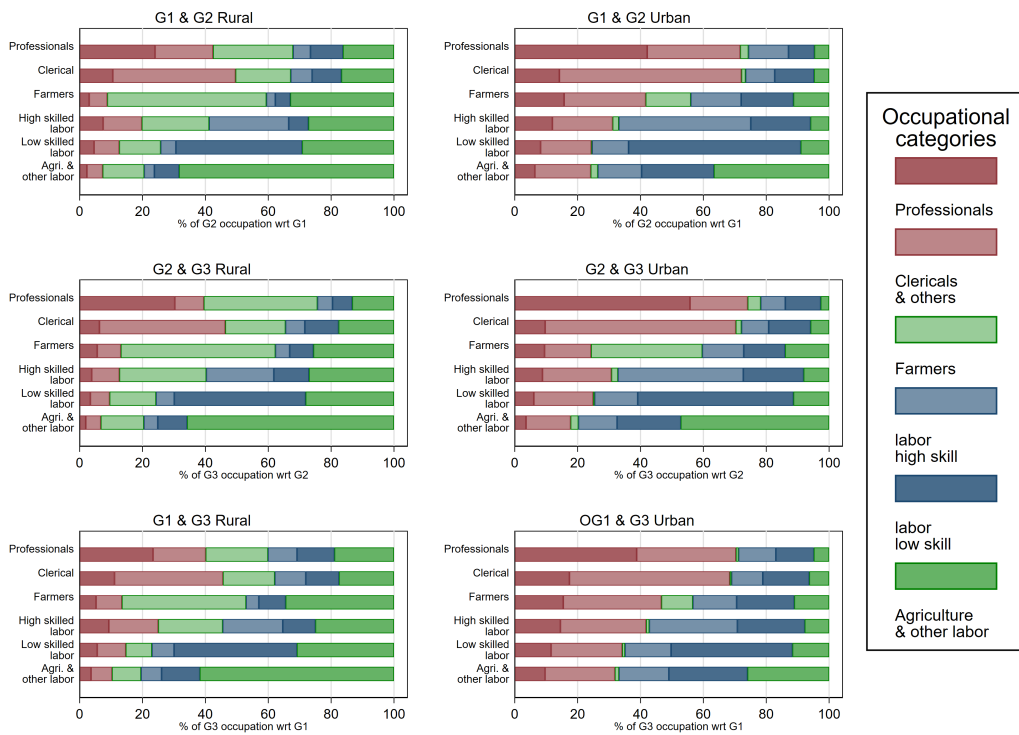 G1 & G2 Rural
Professionals
Clerical
Farmers
High skilled
labor
Low skilled
labor
Agri. &
other labor
0 20 40 60 80 100
% of G2 occupation wrt G1
G1 & G2 Urban
Professionals
Clerical
Farmers
High skilled
labor
Low skilled
labor
Agri. &
other labor
0 20 40 60 80 100
% of G2 occupation wrt G1
G2 & G3 Rural
Professionals
Clerical
Farmers
High skilled
labor
Low skilled
labor
Agri. &
other labor
0 20 40 60 80 100
% of G3 occupation wrt G2
G2 & G3 Urban
Professionals
Clerical
Farmers
High skilled
labor
Low skilled
labor
Agri. &
other labor
0 20 40 60 80 100
% of G3 occupation wrt G2
G1 & G3 Rural
Professionals
Clerical
Farmers
High skilled
labor
Low skilled
labor
Agri. &
other labor
0 20 40 60 80 100
% of G3 occupation wrt G1
OG1 & G3 Urban
Professionals
Clerical
Farmers
High skilled
labor
Low skilled
labor
Agri. &
other labor
0 20 40 60 80 100
% of G3 occupation wrt G1
Occupational
categories
Professionals
Clericals
& others
Farmers
labor
high skill
labor
low skill
Agriculture
& other labor